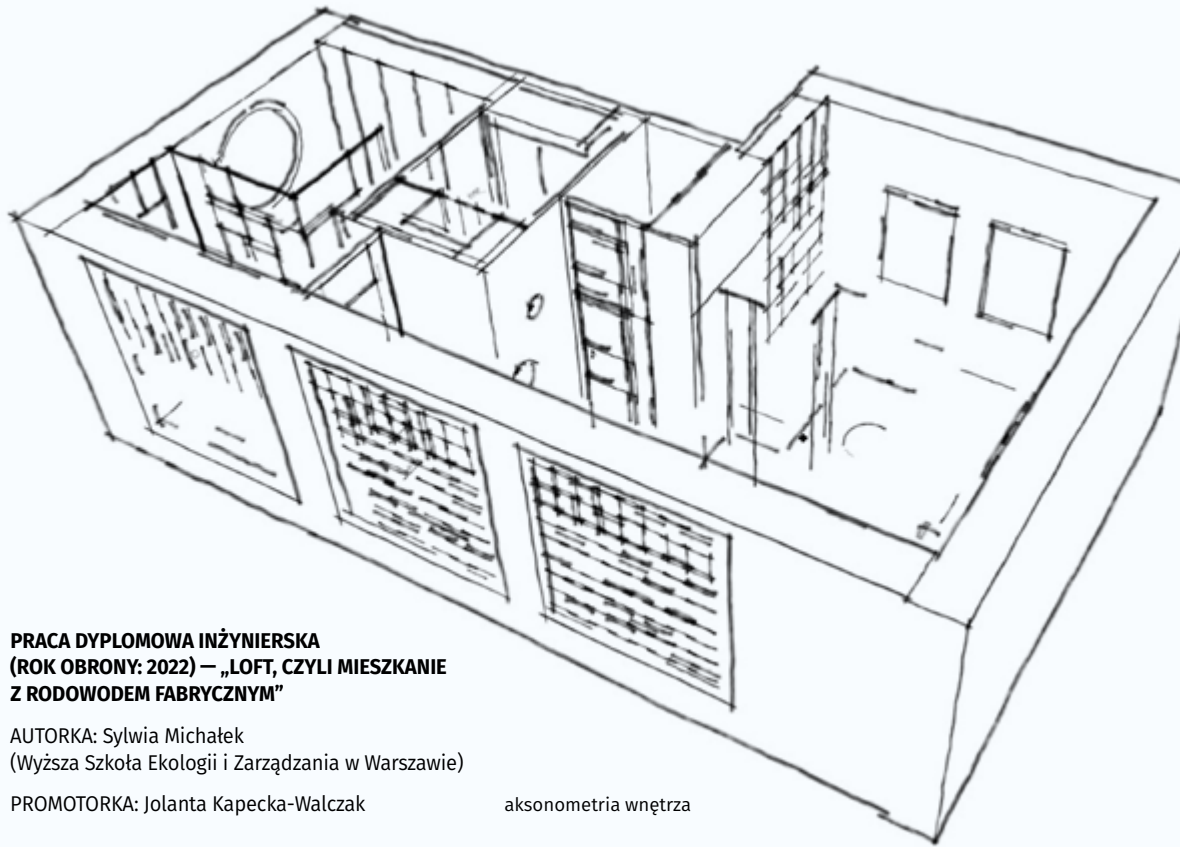 PRACA DYPLOMOWA INŻYNIERSKA
(ROK OBRONY: 2022) — „LOFT, CZYLI MIESZKANIE
Z RODOWODEM FABRYCZNYM”
AUTORKA: Sylwia Michałek
(Wyższa Szkoła Ekologii i Zarządzania w Warszawie)
PROMOTORKA: Jolanta Kapecka-Walczak
aksonometria wnętrza